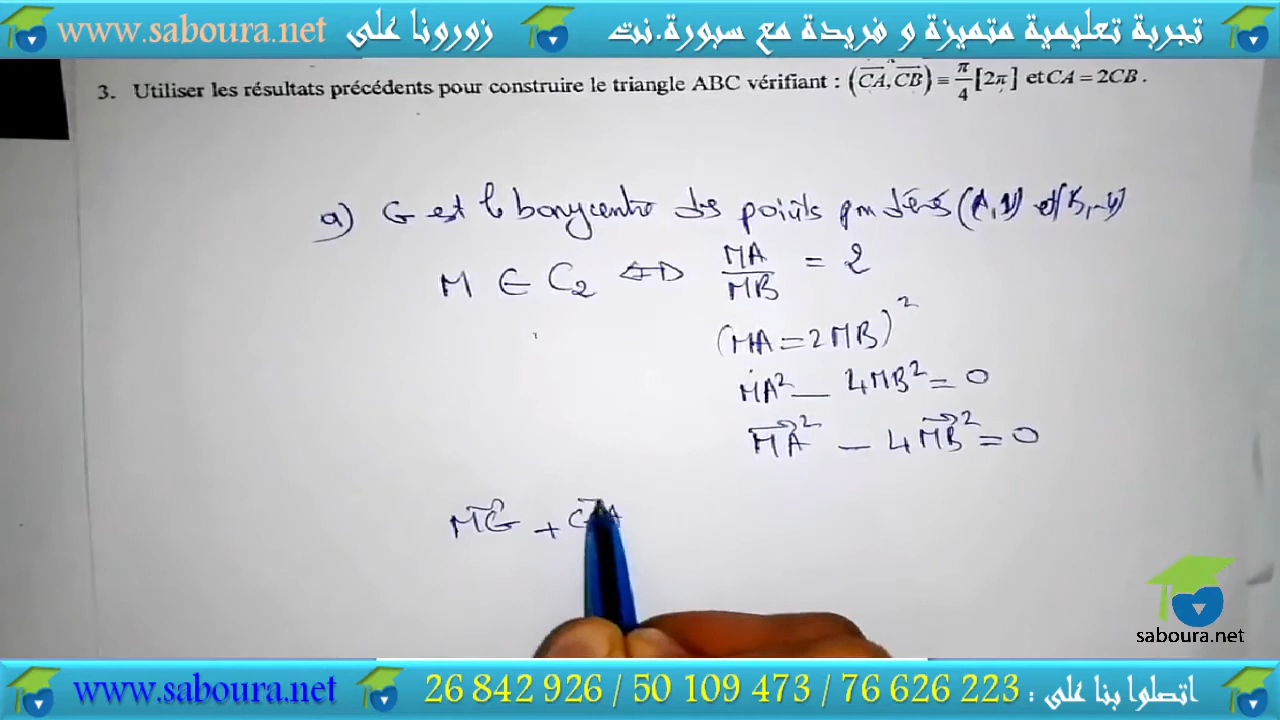 www.saboura.net زورونا على تجربة تعليمية متميزة و فريدة مع سبورة.نت
3. Utiliser les résultats précédents pour construire le triangle ABC vérifiant : (CA, CB) ≡ π/4 [2π] et CA = 2CB .
a) G est le barycentre des points pondérés (A,1) et (B,-4)
M ∈ C₂ ⇔ MA/MB = 2
(MA = 2MB)²
MA² - 4MB² = 0
MA² - 4MB² = 0
MG +
saboura.net
www.saboura.net 26 842 926 / 50 109 473 / 76 626 223 : اتصلوا بنا على